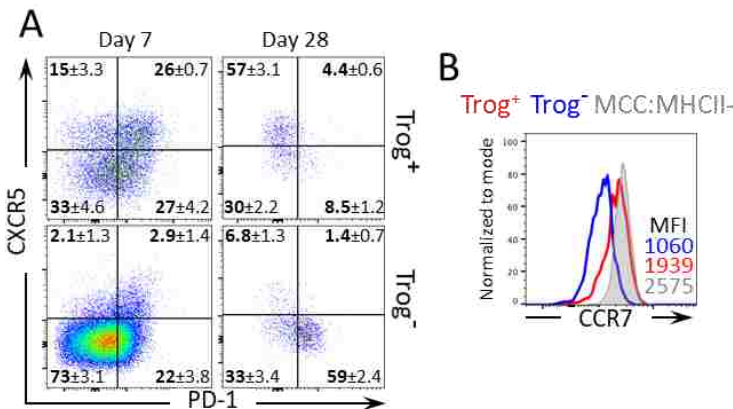 A
Day 7
Day 28
15±3.3
26±0.7
57±3.1
4.4±0.6
33±4.6
27±4.2
30±2.2
8.5±1.2
Trog+
2.1±1.3
2.9±1.4
6.8±1.3
1.4±0.7
73±3.1
22±3.8
33±3.4
59±2.4
Trog-
CXCR5
PD-1
B
Trog+ Trog- MCC:MHCII-
Normalized to mode
100
80
60
40
20
0
MFI
1060
1939
2575
CCR7